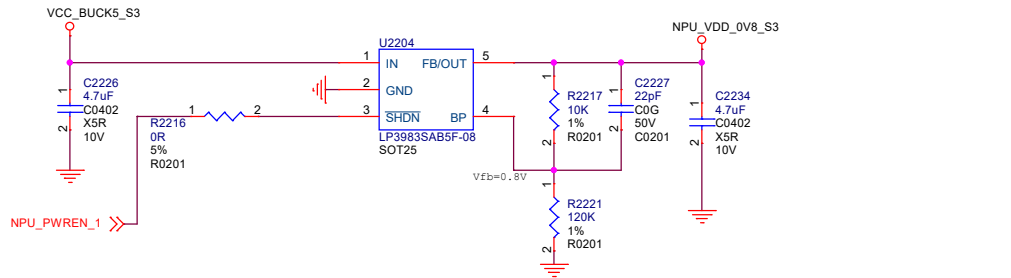 VCC_BUCK5_S3
NPU_VDD_0V8_S3
U2204
1 IN FB/OUT 5
2 GND
3 SHDN BP 4
LP3983SAB5F-08
SOT25
1
C2226
4.7uF
C0402
X5R
10V
2
1 2
R2216
0R
5%
R0201
1
R2217
10K
1%
R0201
2
1
C2227
22pF
C0G
50V
C0201
2
1
C2234
4.7uF
C0402
X5R
10V
2
Vfb=0.8V
1
R2221
120K
1%
R0201
2
NPU_PWREN_1